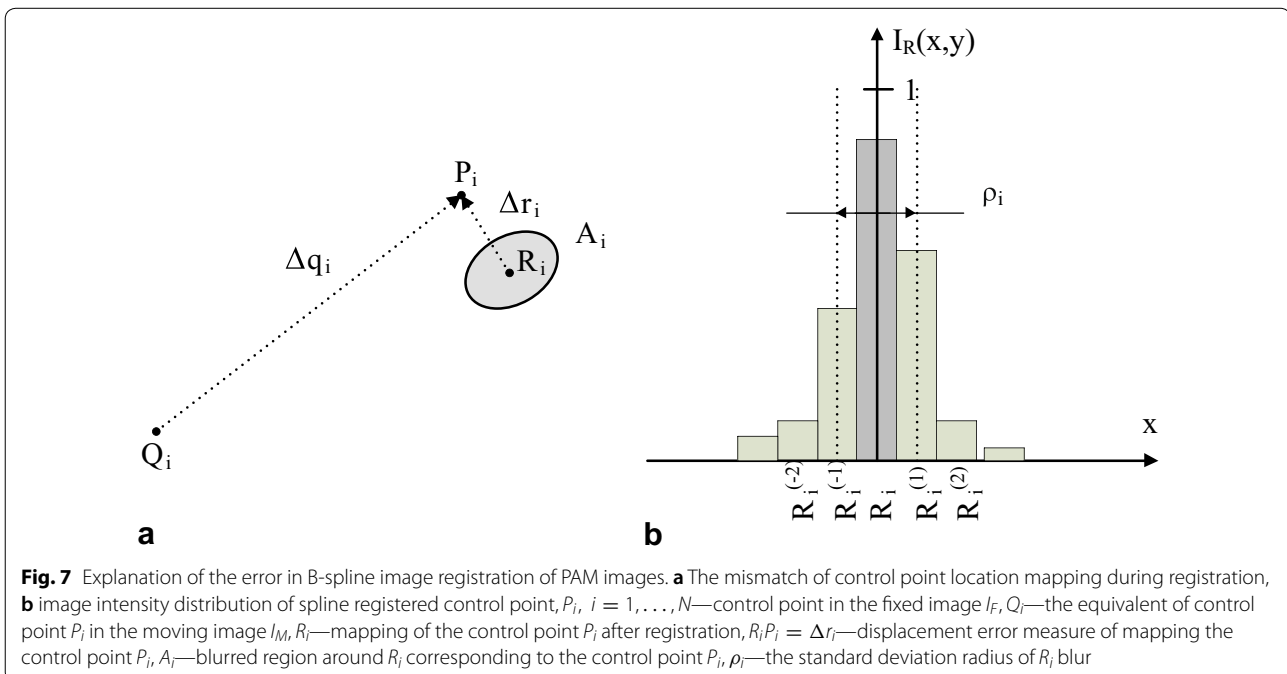 P_i
Δr_i
A_i
R_i
Δq_i
Q_i
a
I_R(x,y)
1
ρ_i
x
R_i^(-2)
R_i^(-1)
R_i
R_i^(1)
R_i^(2)
b
Fig. 7 Explanation of the error in B-spline image registration of PAM images. a The mismatch of control point location mapping during registration,
b image intensity distribution of spline registered control point, P_i, i = 1, . . . , N—control point in the fixed image I_F, Q_i—the equivalent of control
point P_i in the moving image I_M, R_i—mapping of the control point P_i after registration, R_iP_i = Δr_i—displacement error measure of mapping the
control point P_i, A_i—blurred region around R_i corresponding to the control point P_i, ρ_i—the standard deviation radius of R_i blur